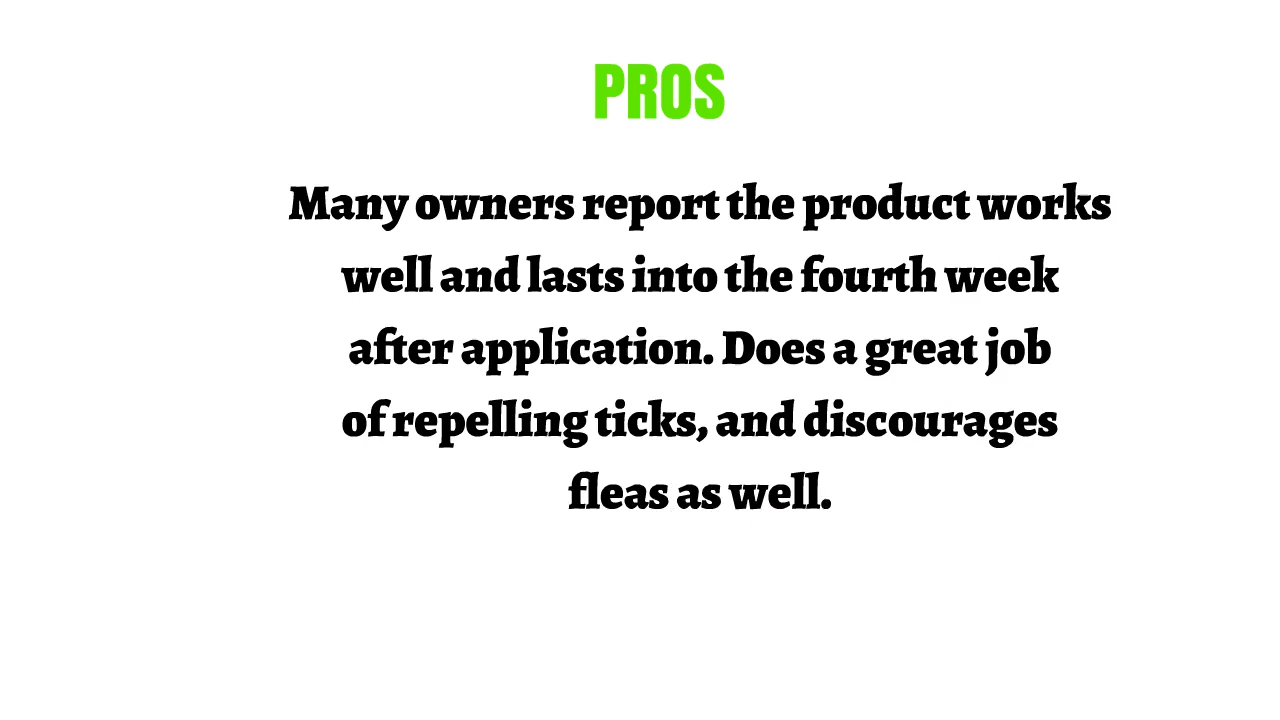 PROS
Many owners report the product works
well and lasts into the fourth week
after application. Does a great job
of repelling ticks, and discourages
fleas as well.